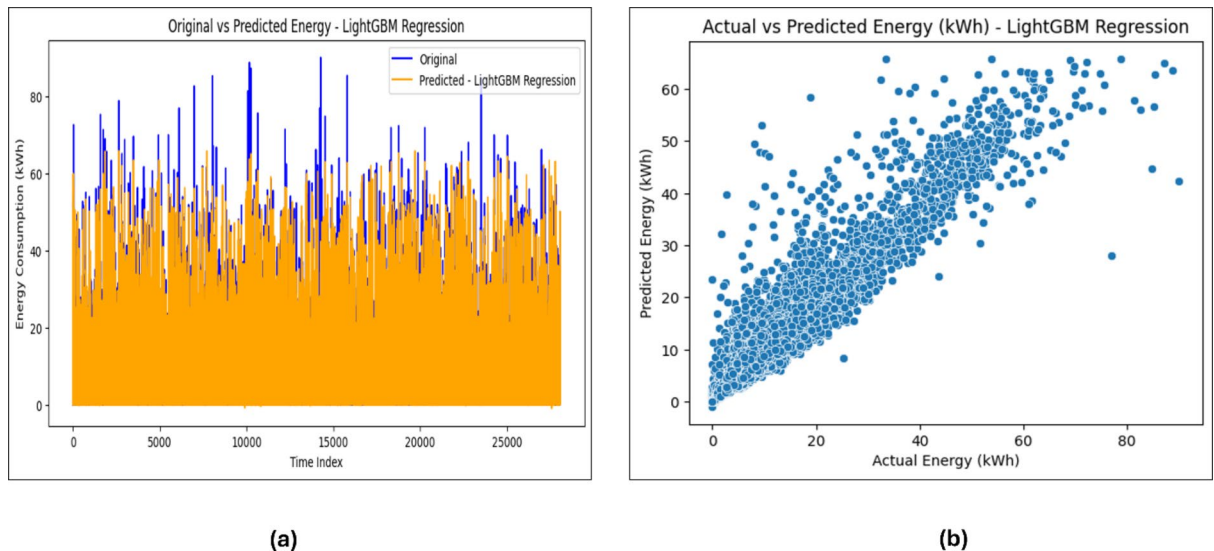 Original vs Predicted Energy - LightGBM Regression
Original
Predicted - LightGBM Regression
Energy Consumption (kWh)
80
60
40
20
0
0 5000 10000 15000 20000 25000
Time Index
(a)
Actual vs Predicted Energy (kWh) - LightGBM Regression
Predicted Energy (kWh)
60
50
40
30
20
10
0
0 20 40 60 80
Actual Energy (kWh)
(b)